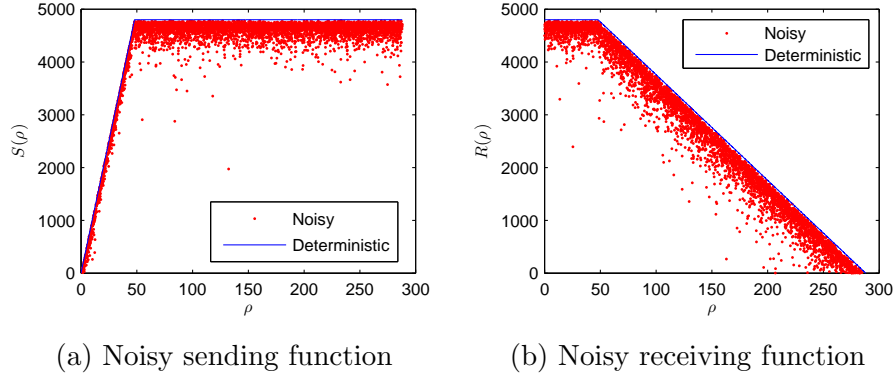 5000
4000
3000
2000
1000
0
S(ρ)
Noisy
Deterministic
0 50 100 150 200 250 300
ρ
(a) Noisy sending function
5000
4000
3000
2000
1000
0
R(ρ)
Noisy
Deterministic
0 50 100 150 200 250 300
ρ
(b) Noisy receiving function